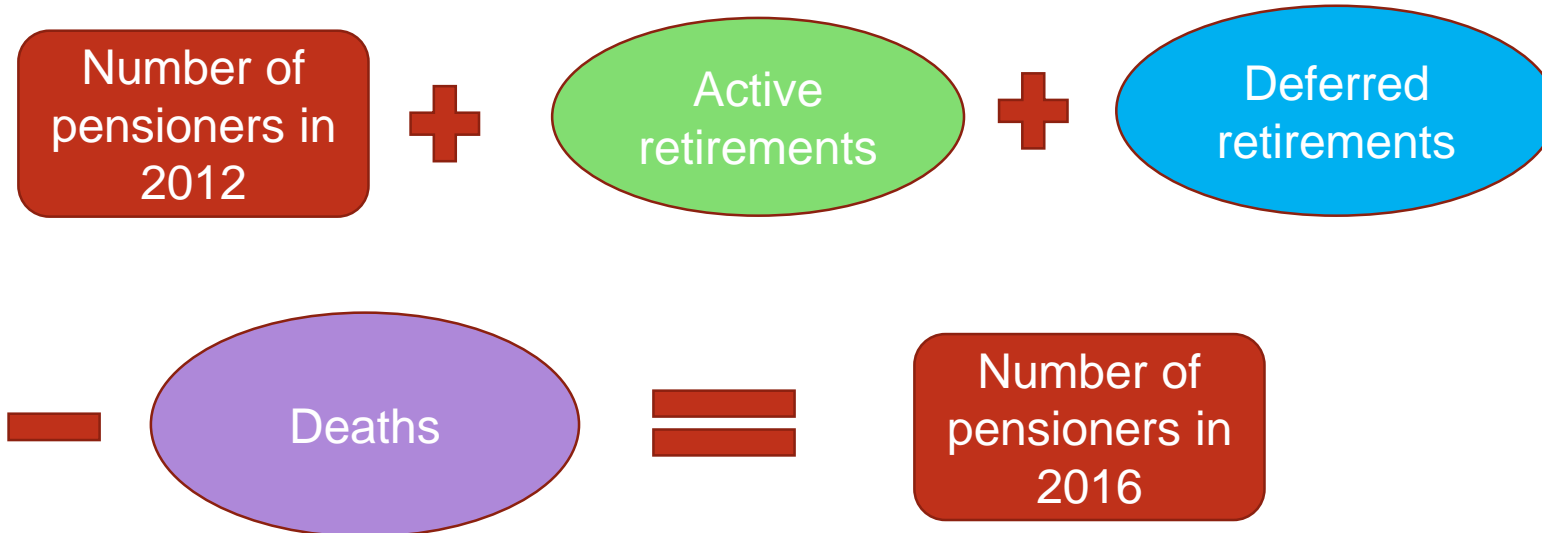 Number of
pensioners in
2012
Active
retirements
Deferred
retirements
Deaths
Number of
pensioners in
2016